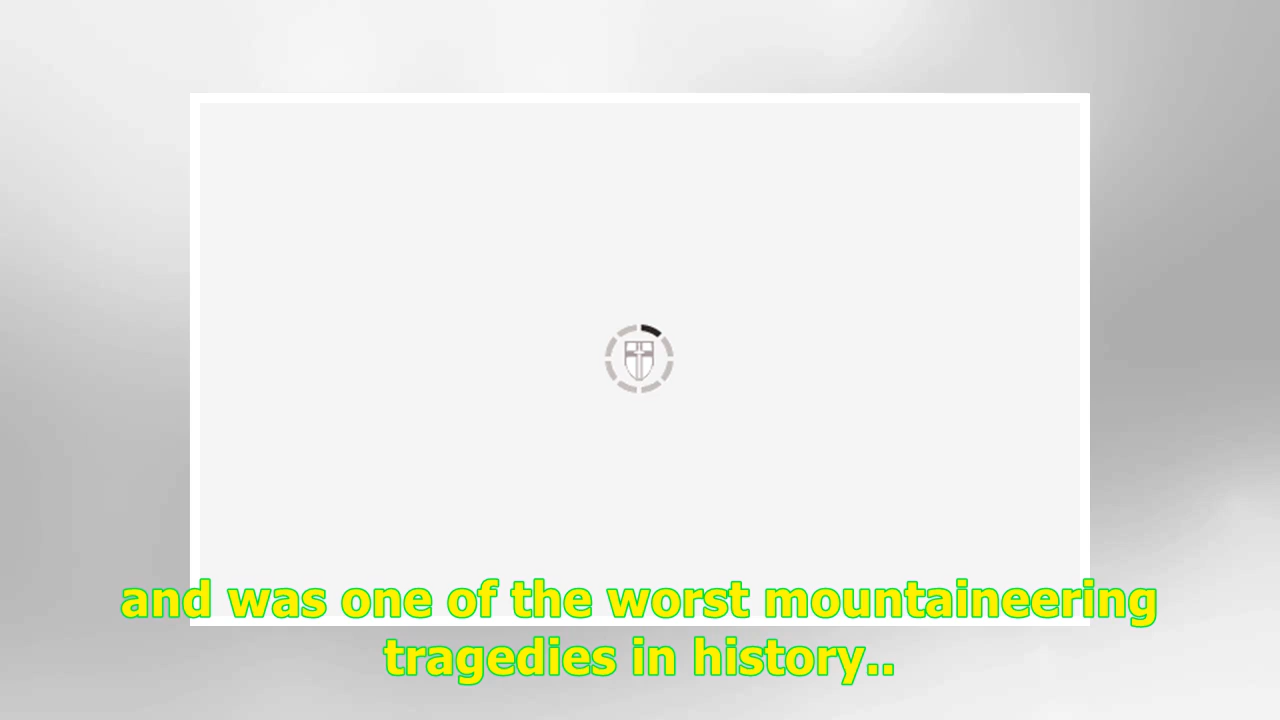 and was one of the worst mountaineering
tragedies in history..